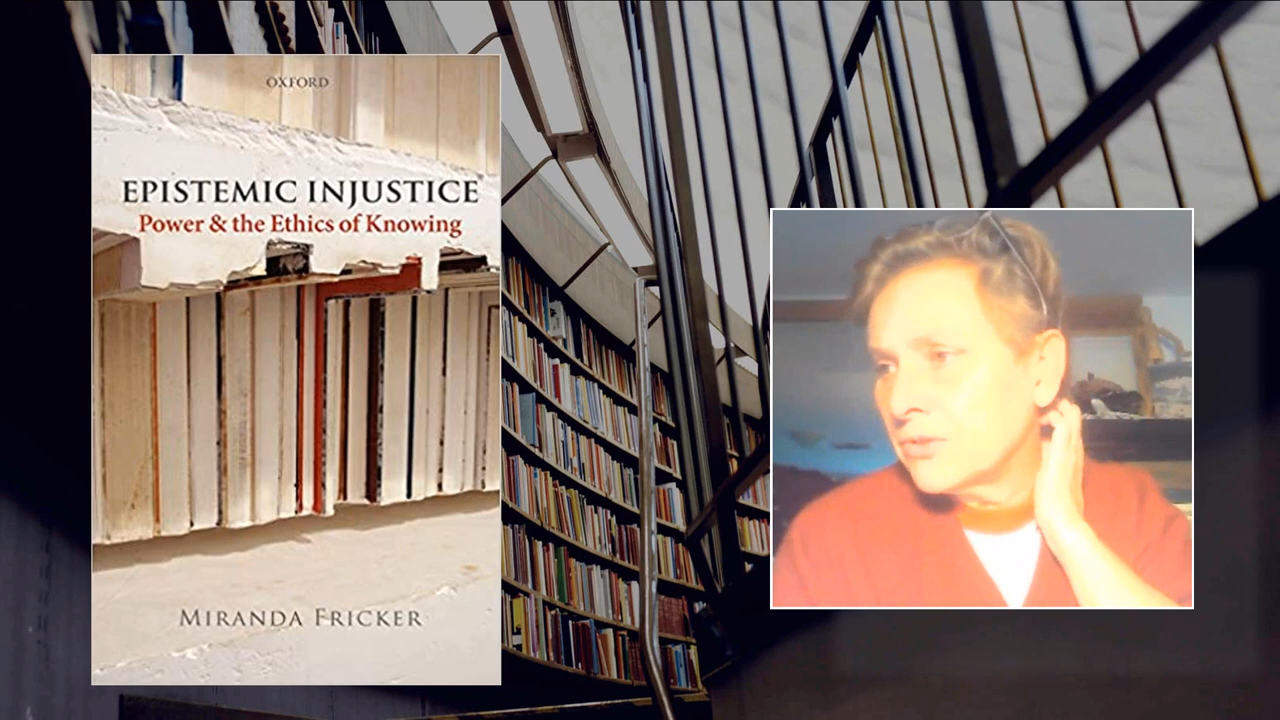 OXFORD
EPISTEMIC INJUSTICE
Power & the Ethics of Knowing
MIRANDA FRICKER